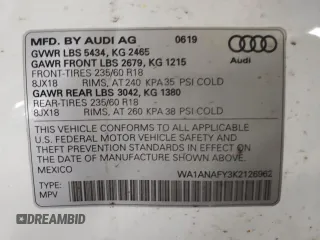 MFD. BY AUDI AG 0619
GVWR LBS 5434, KG 2465
GAWR FRONT LBS 2679, KG 1215
FRONT-TIRES 235/60 R18
8JX18 RIMS, AT 240 KPA 35 PSI COLD
GAWR REAR LBS 3042, KG 1380
REAR-TIRES 235/60 R18
8JX18 RIMS, AT 260 KPA 38 PSI COLD
Audi
THIS VEHICLE CONFORMS TO ALL APPLICABLE
U.S. FEDERAL MOTOR VEHICLE SAFETY AND
THEFT PREVENTION STANDARDS IN EFFECT ON
THE DATE OF MANUFACTURE SHOWN ABOVE.
MEXICO
TYPE: WA1ANAFY3K2126962
MPV